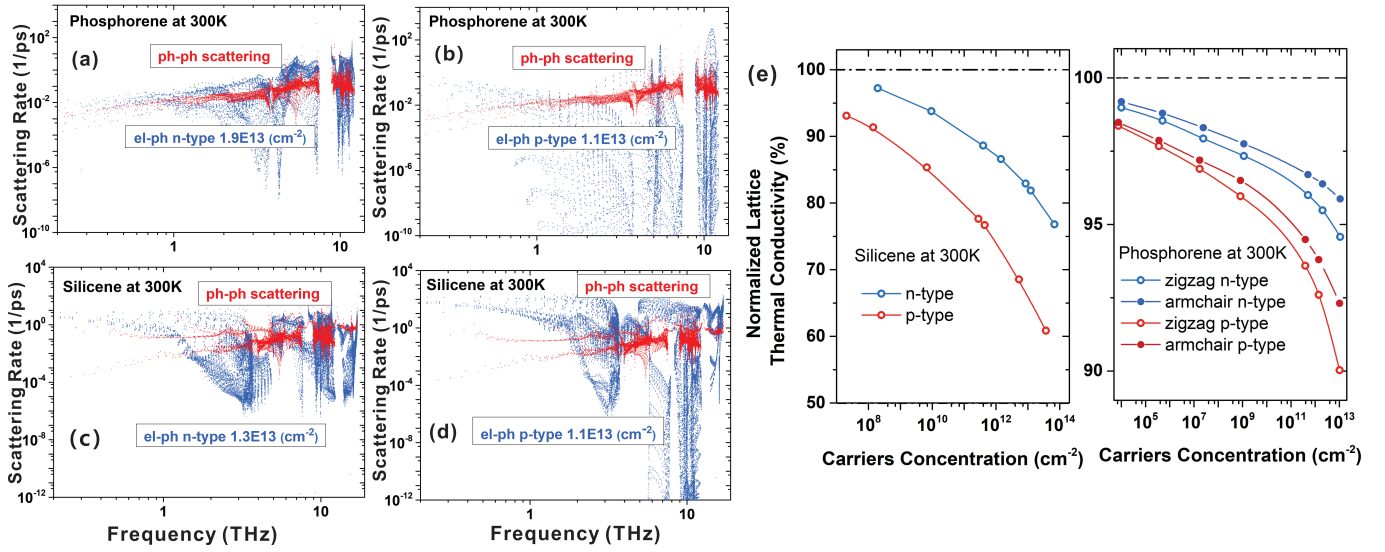 Phosphorene at 300K
(a)
ph-ph scattering
el-ph n-type 1.9E13 (cm⁻²)
Scattering Rate (1/ps)
10²
10⁻²
10⁻⁶
10⁻¹⁰
1
10
Phosphorene at 300K
(b)
ph-ph scattering
el-ph p-type 1.1E13 (cm⁻²)
Scattering Rate (1/ps)
10²
10⁻²
10⁻⁶
10⁻¹⁰
1
10
Silicene at 300K
ph-ph scattering
(c)
el-ph n-type 1.3E13 (cm⁻²)
Scattering Rate (1/ps)
10⁴
10⁰
10⁻⁴
10⁻⁸
10⁻¹²
1
10
Frequency (THz)
Silicene at 300K
ph-ph scattering
(d)
el-ph p-type 1.1E13 (cm⁻²)
Scattering Rate (1/ps)
10⁴
10⁰
10⁻⁴
10⁻⁸
10⁻¹²
1
10
Frequency (THz)
(e)
Normalized Lattice
Thermal Conductivity (%)
100
90
80
70
60
50
Silicene at 300K
n-type
p-type
10⁸
10¹⁰
10¹²
10¹⁴
Carriers Concentration (cm⁻²)
100
95
90
Phosphorene at 300K
zigzag n-type
armchair n-type
zigzag p-type
armchair p-type
10⁵
10⁷
10⁹
10¹¹
10¹³
Carriers Concentration (cm⁻²)